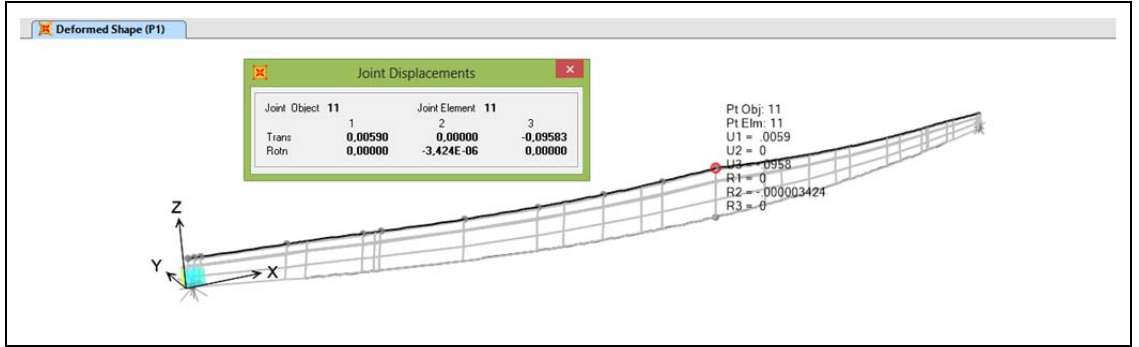 Deformed Shape (P1)
Joint Displacements
Joint Object 11 Joint Element 11
1 2 3
Trans 0,00590 0,00000 -0,09583
Rotn 0,00000 -3,424E-06 0,00000
Pt Obj: 11
Pt Elm: 11
U1 = .0059
U2 = 0
U3 = -.0958
R1 = 0
R2 = -.000003424
R3 = 0
Z
Y
X